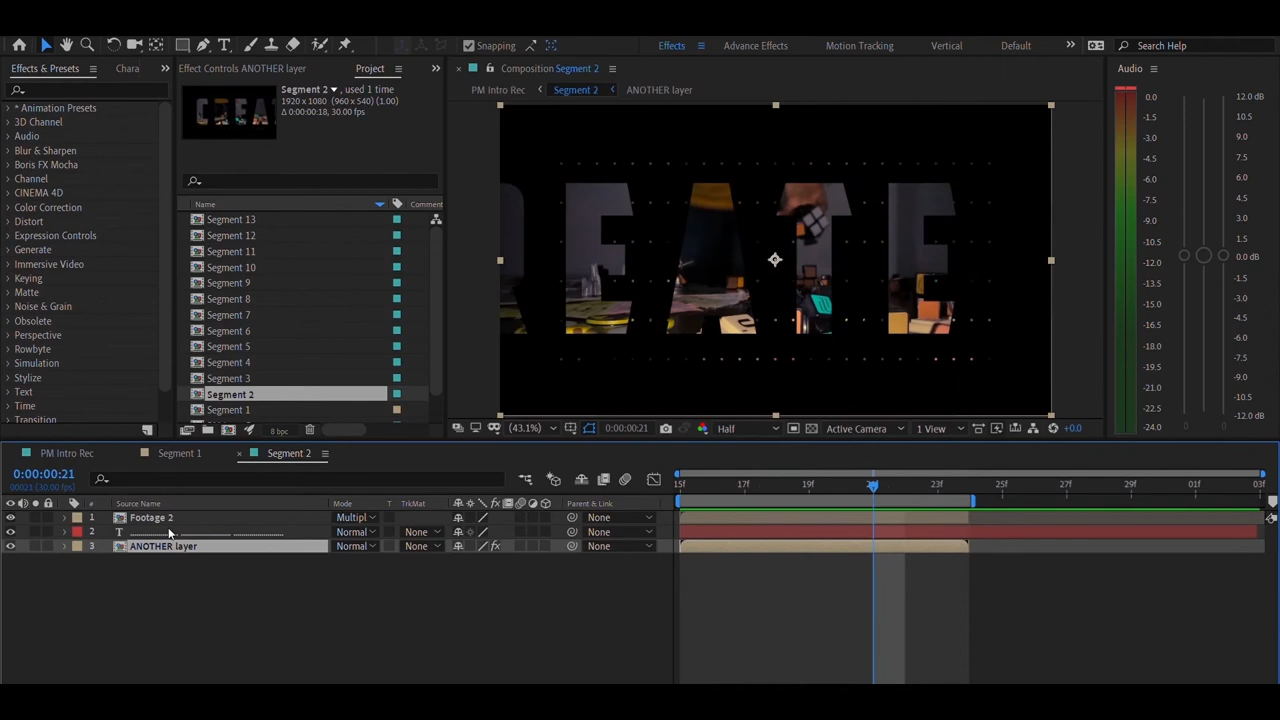 Snapping
Effects
Advance Effects
Motion Tracking
Vertical
Default
Search Help
Effects & Presets
Chara
Effect Controls ANOTHER layer
Project
Composition Segment 2
Audio
Segment 2 , used 1 time
1920 x 1080 (960 x 540) (1.00)
Δ 0:00:00:18, 30.00 fps
PM Intro Rec
Segment 2
ANOTHER layer
CREAT
REATE
* Animation Presets
3D Channel
Audio
Blur & Sharpen
Boris FX Mocha
Channel
CINEMA 4D
Color Correction
Distort
Expression Controls
Generate
Immersive Video
Keying
Matte
Noise & Grain
Obsolete
Perspective
Rowbyte
Simulation
Stylize
Text
Time
Transition
Name
Comment
Segment 13
Segment 12
Segment 11
Segment 10
Segment 9
Segment 8
Segment 7
Segment 6
Segment 5
Segment 4
Segment 3
Segment 2
Segment 1
8 bpc
0.0
-1.5
-3.0
-4.5
-6.0
-7.5
-9.0
-10.5
-12.0
-13.5
-15.0
-16.5
-18.0
-19.5
-21.0
-22.5
-24.0
12.0 dB
10.5
9.0
7.5
6.0
4.5
3.0
1.5
0.0 dB
-1.5
-3.0
-4.5
-6.0
-7.5
-9.0
-10.5
-12.0 dB
(43.1%)
Half
Active Camera
1 View
+0.0
PM Intro Rec
Segment 1
Segment 2
0:00:00:21
00021 (30.00 fps)
15f
17f
19f
21f
23f
01:00f
01f
03f
# Source Name
Mode
T TrkMat
Parent & Link
1 Footage 2 Multipl None
2 T Normal None None
3 ANOTHER layer Normal None None